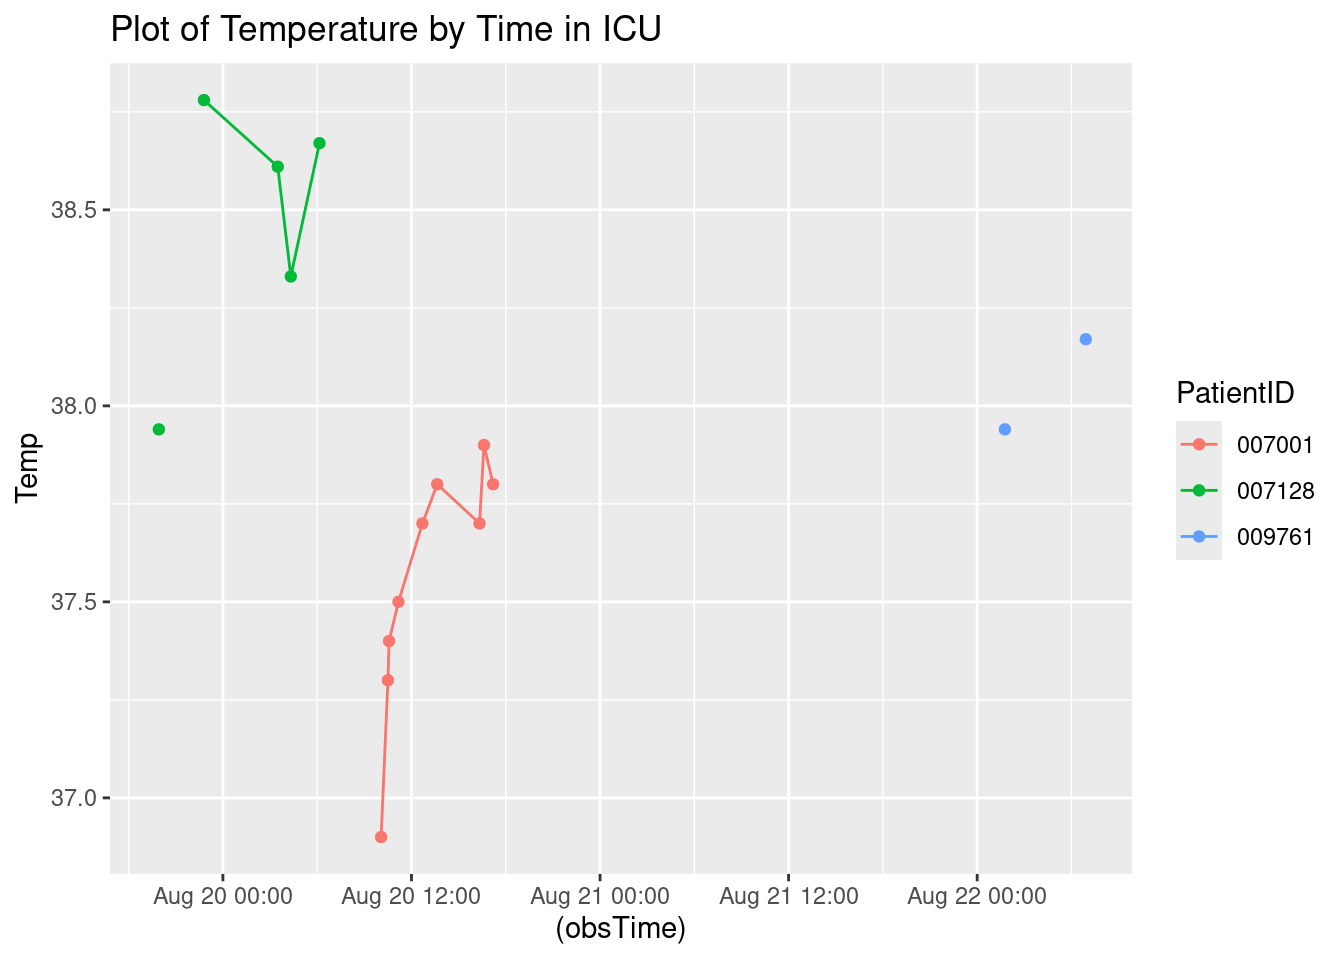 Plot of Temperature by Time in ICU
38.5
38.0
37.5
37.0
Temp
Aug 20 00:00
Aug 20 12:00
Aug 21 00:00
Aug 21 12:00
Aug 22 00:00
(obsTime)
PatientID
007001
007128
009761